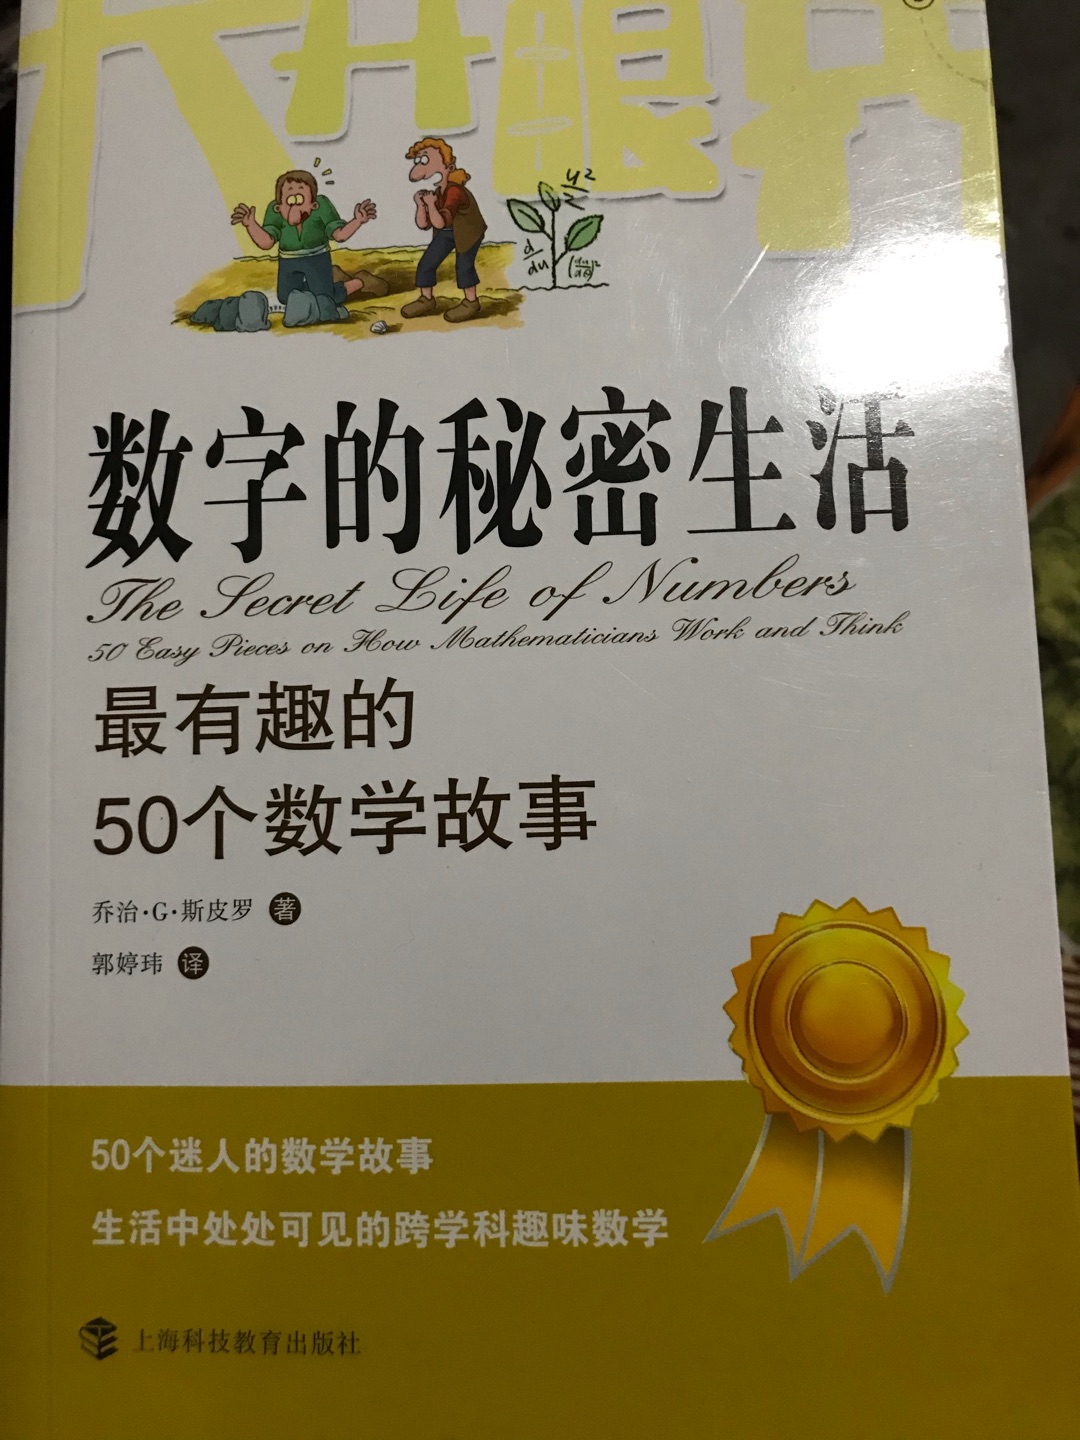 大开眼界
数字的秘密生活
The Secret Life of Numbers
50 Easy Pieces on How Mathematicians Work and Think
最有趣的
50个数学故事
乔治·G·斯皮罗 著
郭婷玮 译
50个迷人的数学故事
生活中处处可见的跨学科趣味数学
上海科技教育出版社